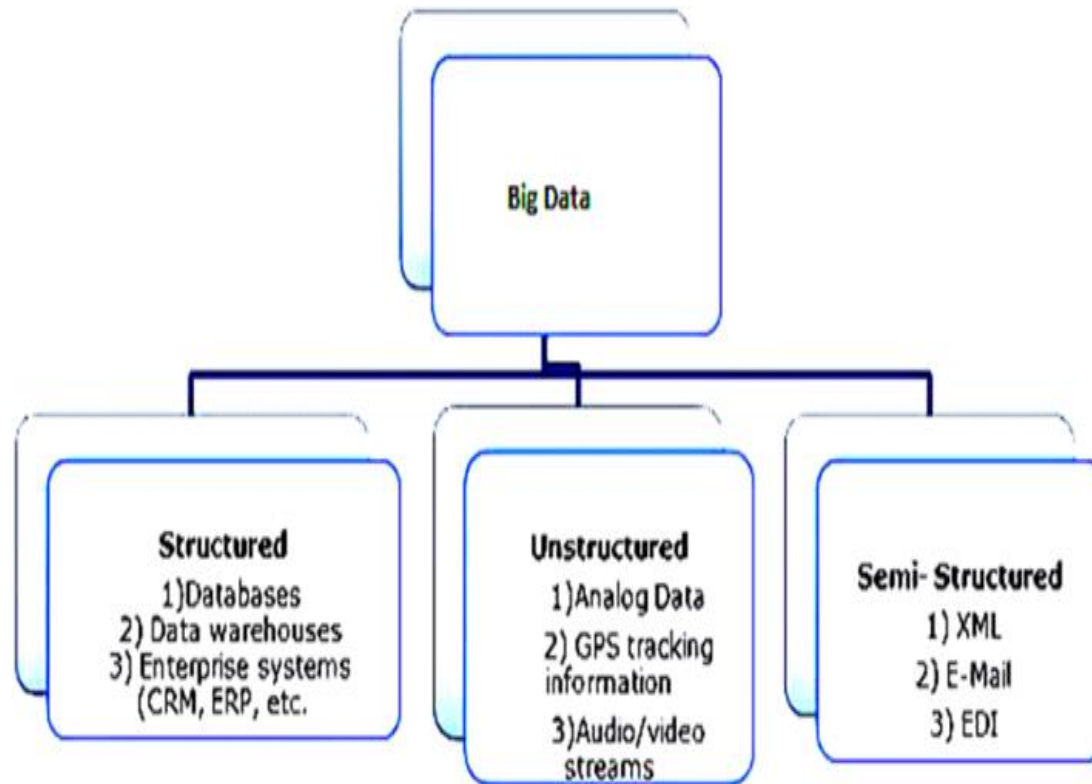 Big Data
Structured
1)Databases
2) Data warehouses
3) Enterprise systems
(CRM, ERP, etc.
Unstructured
1)Analog Data
2) GPS tracking
information
3)Audio/video
streams
Semi- Structured
1) XML
2) E-Mail
3) EDI